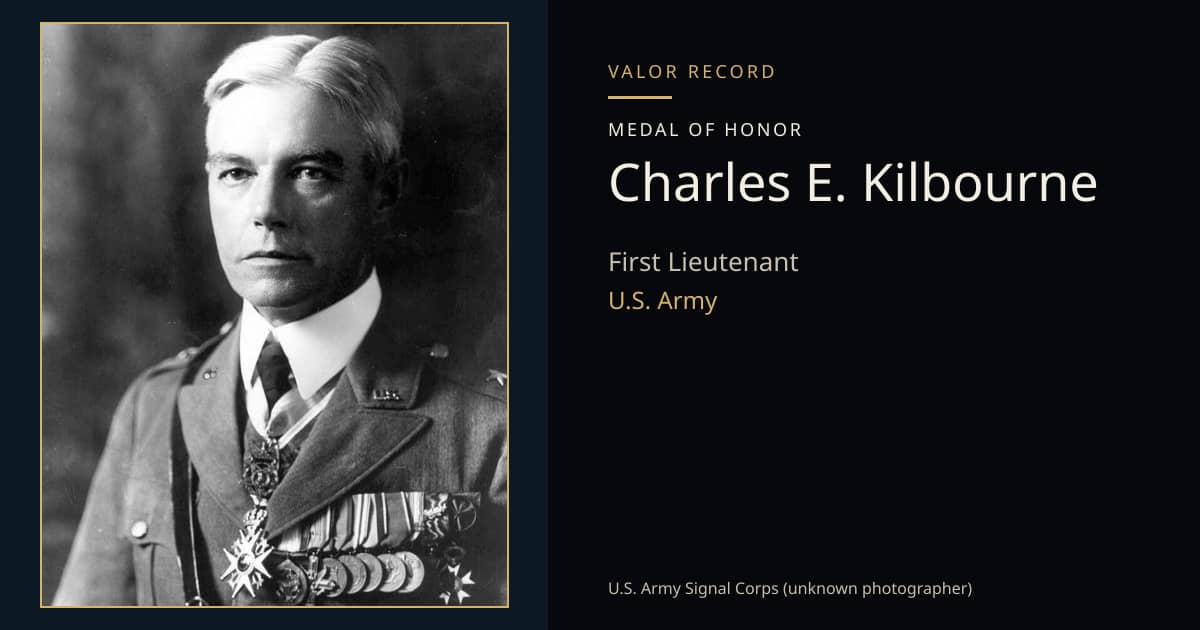 VALOR RECORD
MEDAL OF HONOR
Charles E. Kilbourne
First Lieutenant
U.S. Army
U.S. Army Signal Corps (unknown photographer)